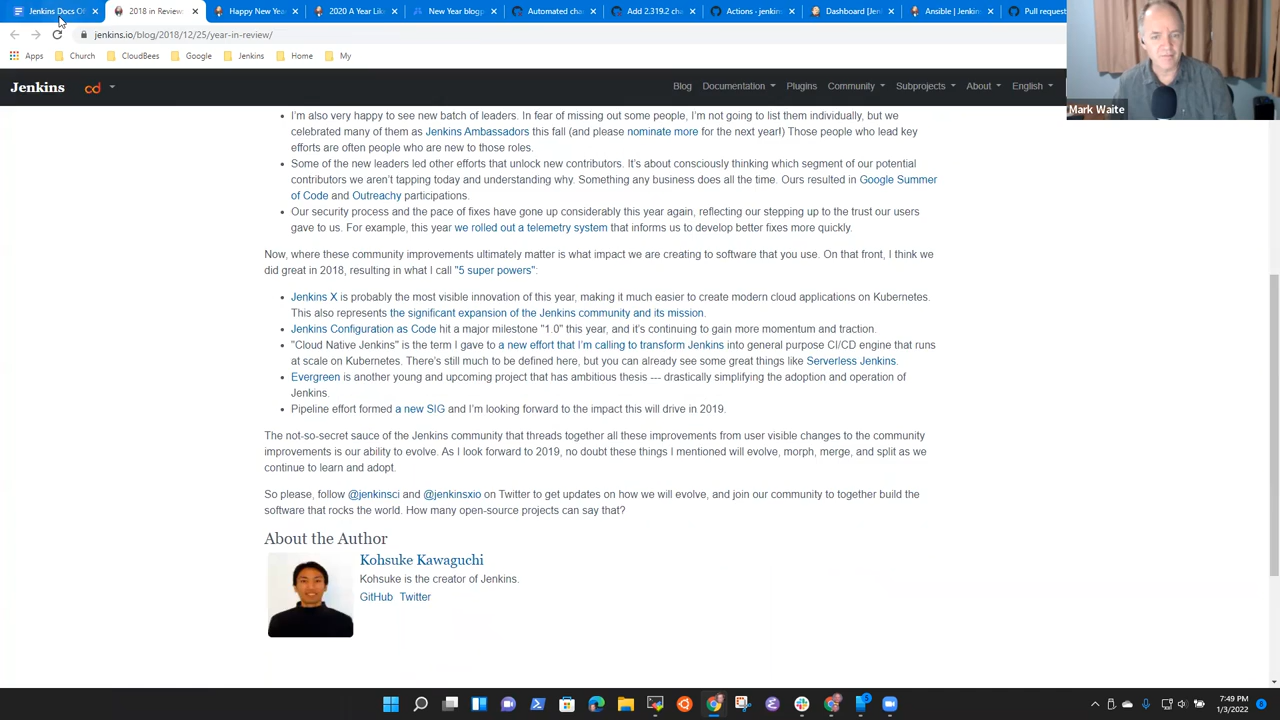 Jenkins Docs Of
2018 in Review
Happy New Yea
2020 A Year Like
New Year blogp
Automated cha
Add 2.319.2 ch
Actions · jenkin
Dashboard [Jen
Ansible | Jenkin
Pull request
jenkins.io/blog/2018/12/25/year-in-review/
Apps
Church
CloudBees
Google
Jenkins
Home
My
Jenkins
cd
Blog
Documentation
Plugins
Community
Subprojects
About
English
Mark Waite
I'm also very happy to see new batch of leaders. In fear of missing out some people, I'm not going to list them individually, but we
celebrated many of them as Jenkins Ambassadors this fall (and please nominate more for the next year!) Those people who lead key
efforts are often people who are new to those roles.
Some of the new leaders led other efforts that unlock new contributors. It's about consciously thinking which segment of our potential
contributors we aren't tapping today and understanding why. Something any business does all the time. Ours resulted in Google Summer
of Code and Outreachy participations.
Our security process and the pace of fixes have gone up considerably this year again, reflecting our stepping up to the trust our users
gave to us. For example, this year we rolled out a telemetry system that informs us to develop better fixes more quickly.
Now, where these community improvements ultimately matter is what impact we are creating to software that you use. On that front, I think we
did great in 2018, resulting in what I call "5 super powers":
Jenkins X is probably the most visible innovation of this year, making it much easier to create modern cloud applications on Kubernetes.
This also represents the significant expansion of the Jenkins community and its mission.
Jenkins Configuration as Code hit a major milestone "1.0" this year, and it's continuing to gain more momentum and traction.
"Cloud Native Jenkins" is the term I gave to a new effort that I'm calling to transform Jenkins into general purpose CI/CD engine that runs
at scale on Kubernetes. There's still much to be defined here, but you can already see some great things like Serverless Jenkins.
Evergreen is another young and upcoming project that has ambitious thesis --- drastically simplifying the adoption and operation of
Jenkins.
Pipeline effort formed a new SIG and I'm looking forward to the impact this will drive in 2019.
The not-so-secret sauce of the Jenkins community that threads together all these improvements from user visible changes to the community
improvements is our ability to evolve. As I look forward to 2019, no doubt these things I mentioned will evolve, morph, merge, and split as we
continue to learn and adopt.
So please, follow @jenkinsci and @jenkinsxio on Twitter to get updates on how we will evolve, and join our community to together build the
software that rocks the world. How many open-source projects can say that?
About the Author
Kohsuke Kawaguchi
Kohsuke is the creator of Jenkins.
GitHub Twitter
7:49 PM
1/3/2022